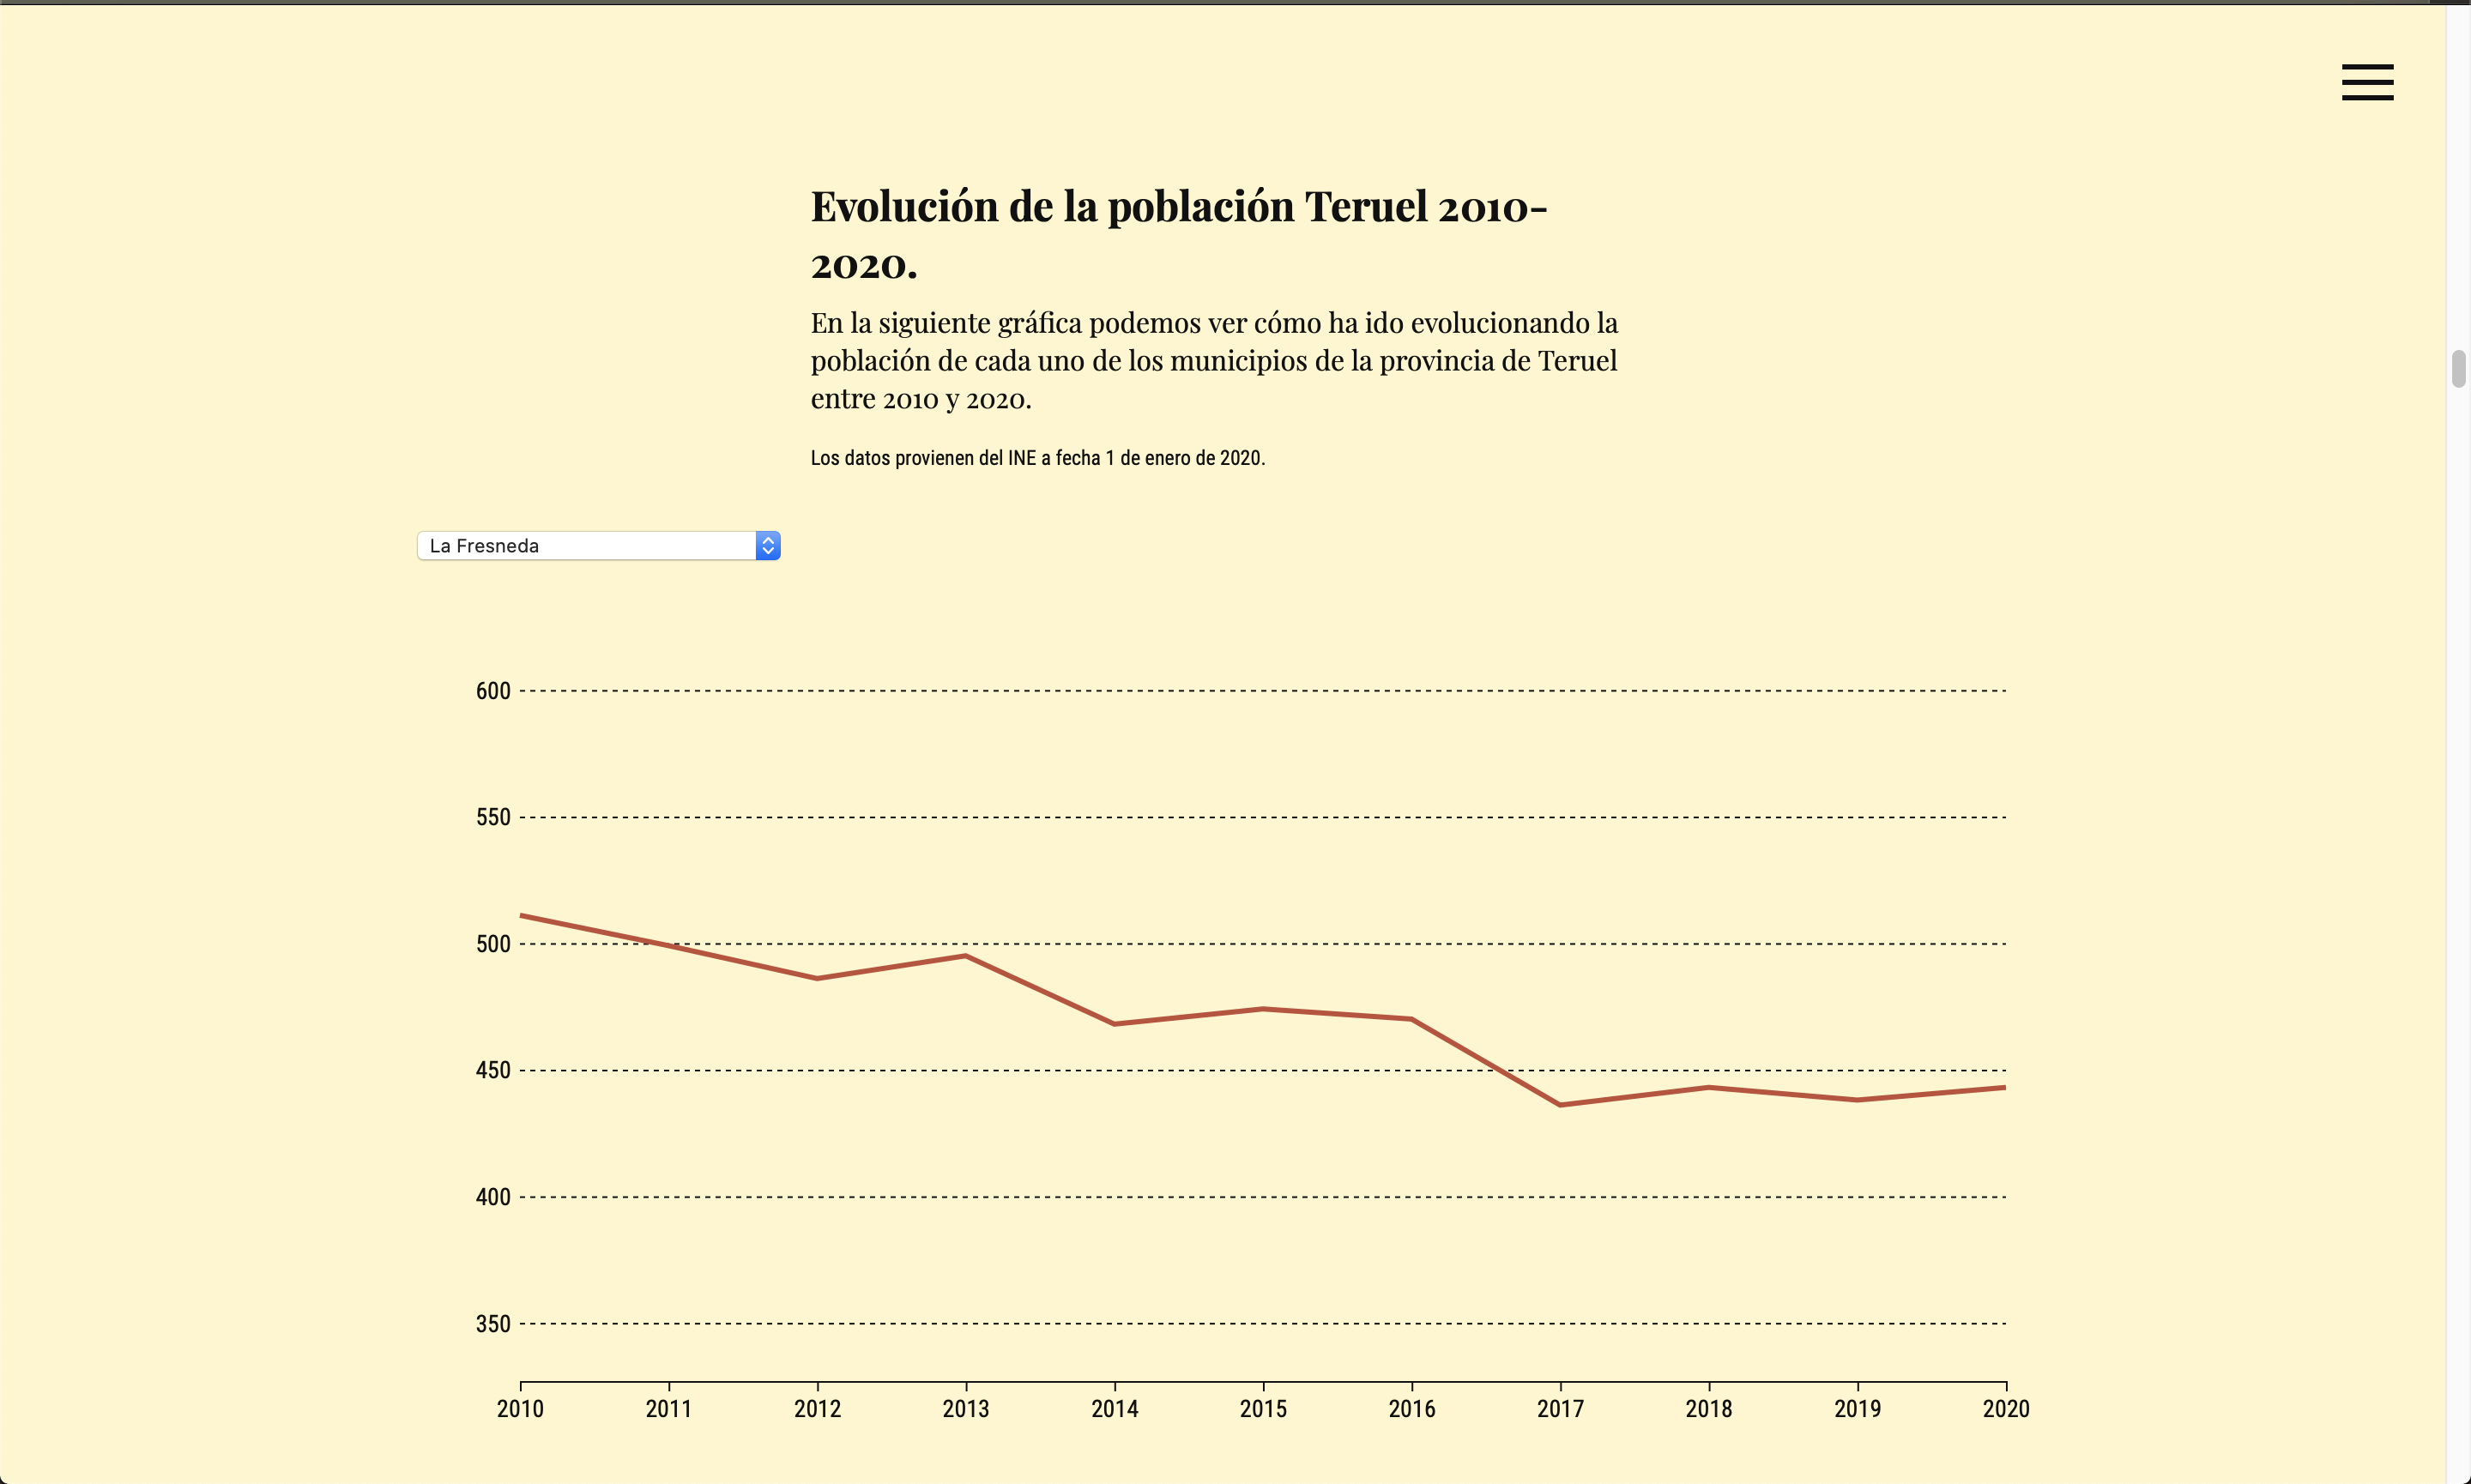 Evolución de la población Teruel 2010-
2020.
En la siguiente gráfica podemos ver cómo ha ido evolucionando la
población de cada uno de los municipios de la provincia de Teruel
entre 2010 y 2020.
Los datos provienen del INE a fecha 1 de enero de 2020.
La Fresneda
600
550
500
450
400
350
2010 2011 2012 2013 2014 2015 2016 2017 2018 2019 2020